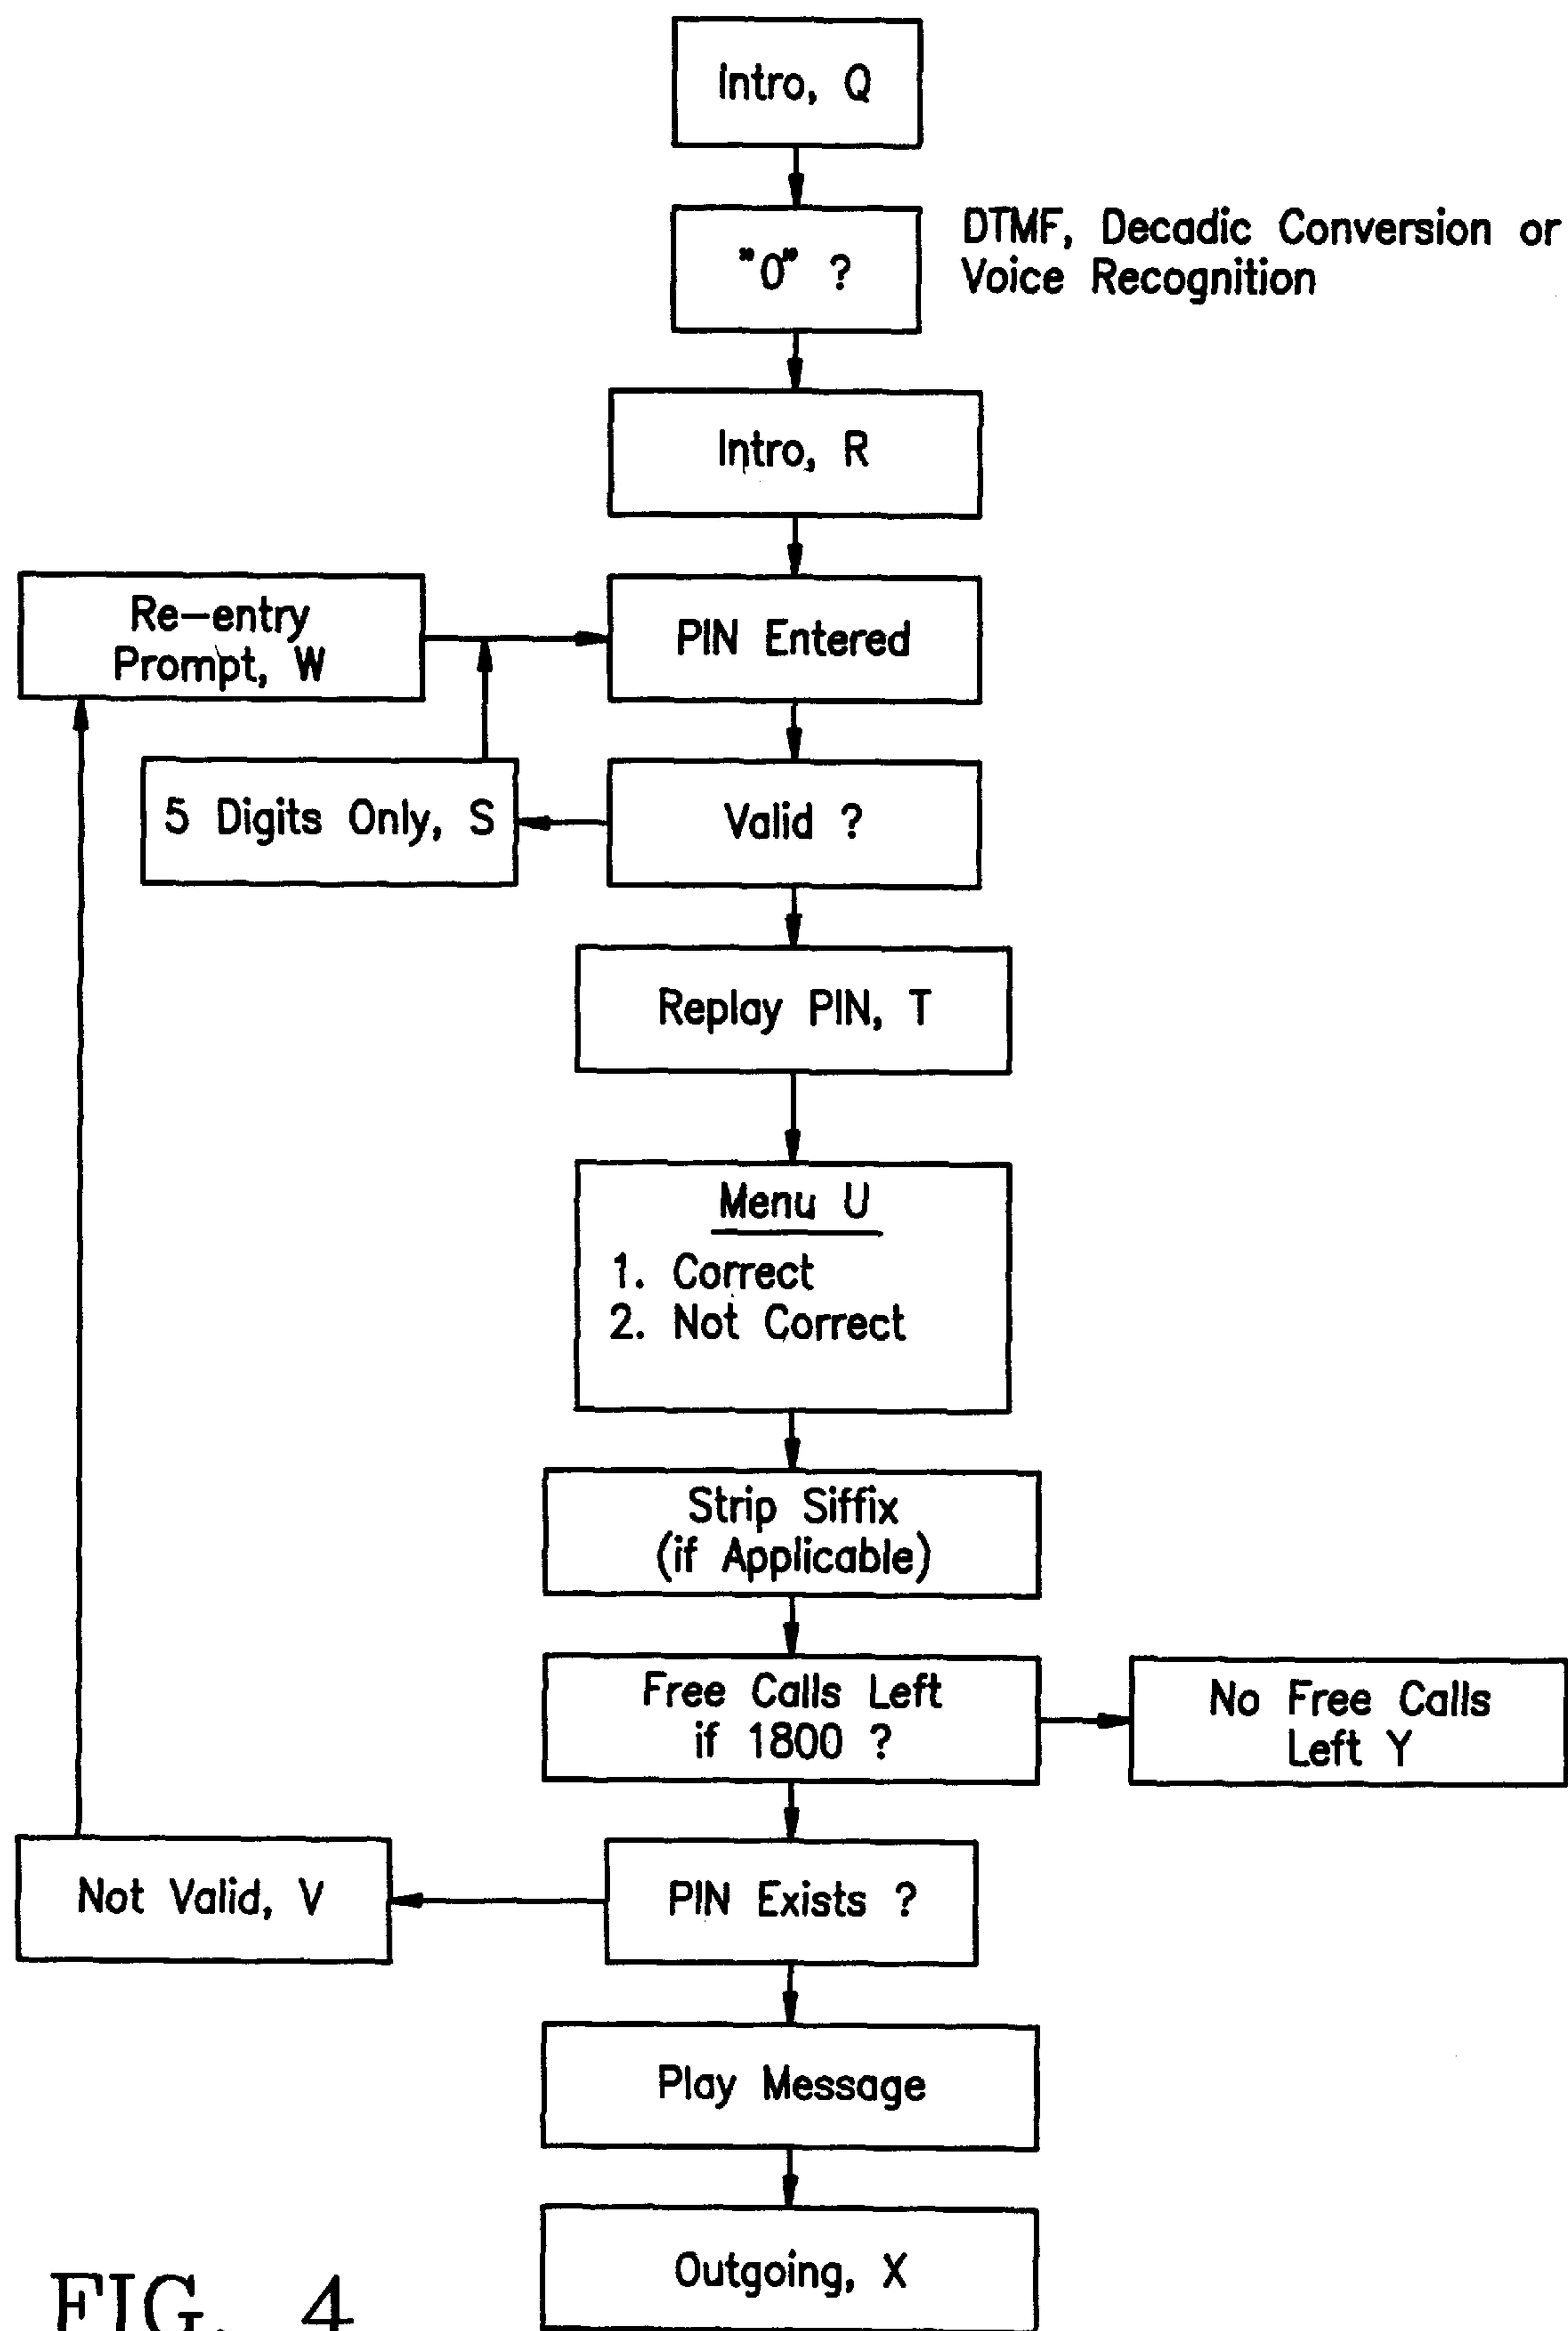 Intro, Q
"0" ?
DTMF, Decadic Conversion or
Voice Recognition
Intro, R
Re-entry
Prompt, W
PIN Entered
5 Digits Only, S
Valid ?
Replay PIN, T
Menu U
1. Correct
2. Not Correct
Strip Siffix
(if Applicable)
Free Calls Left
if 1800 ?
No Free Calls
Left Y
Not Valid, V
PIN Exists ?
Play Message
Outgoing, X
FIG. 4